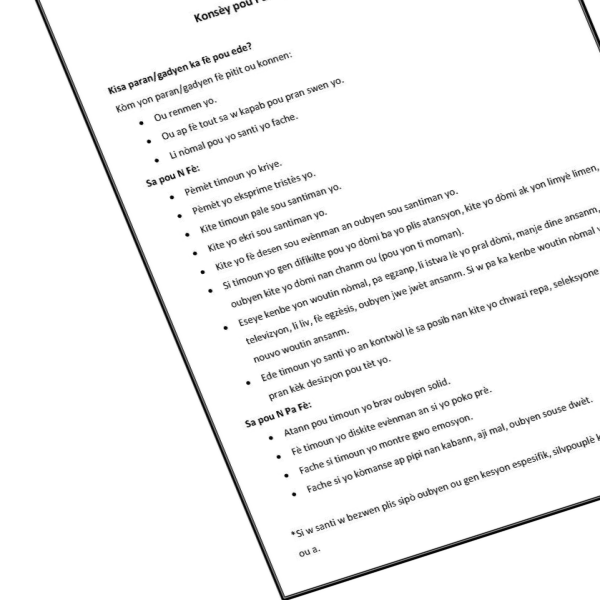 Konsèy pou
Kisa paran/gadyen ka fè pou ede?
Kòm yon paran/gadyen fè pitit ou konnen:
• Ou renmen yo.
• Ou ap fè tout sa w kapab pou pran swen yo.
• Li nòmal pou yo santi yo fache.
Sa pou N Fè:
• Pèmèt timoun yo kriye.
• Pèmèt yo eksprime tristès yo.
• Kite timoun pale sou santiman yo.
• Kite yo ekri sou santiman yo.
• Kite yo fè desen sou evènman an oubyen sou santiman yo.
• Si timoun yo gen difikilte pou yo dòmi ba yo plis atansyon, kite yo dòmi ak yon limyè limen,
oubyen kite yo dòmi nan chanm ou (pou yon ti moman).
• Eseye kenbe yon woutin nòmal, pa egzanp, li istwa lè yo pral dòmi, manje dine ansanm,
televizyon, li liv, fè egzèsis, oubyen jwe jwèt ansanm. Si w pa ka kenbe woutin nòmal
nouvo woutin ansanm.
• Ede timoun yo santi yo an kontwòl lè sa posib nan kite yo chwazi repa, seleksyone
pran kèk desizyon pou tèt yo.
Sa pou N Pa Fè:
• Atann pou timoun yo brav oubyen solid.
• Fè timoun yo diskite evènman an si yo poko prè.
• Fache si timoun yo montre gwo emosyon.
• Fache si yo kòmanse ap pipi nan kabann, aji mal, oubyen souse dwèt.
*Si w santi w bezwen plis sipò oubyen ou gen kesyon espesifik, silvpouplè
ou a.